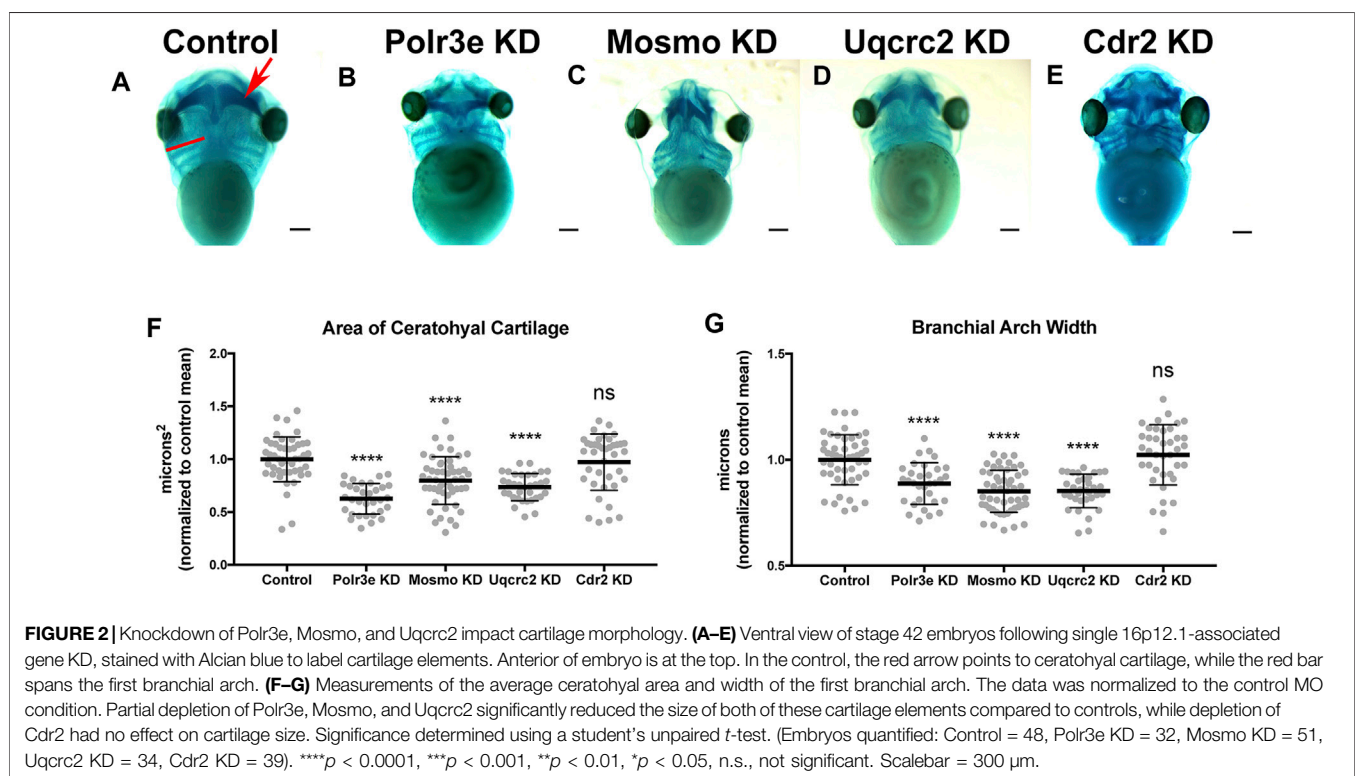 Control
Polr3e KD
Mosmo KD
Uqcrc2 KD
Cdr2 KD
A
B
C
D
E
F
Area of Ceratohyal Cartilage
microns2
(normalized to control mean)
2.0
1.5
1.0
0.5
0.0
****
****
****
ns
Control
Polr3e KD
Mosmo KD
Uqcrc2 KD
Cdr2 KD
G
Branchial Arch Width
microns
(normalized to control mean)
1.5
1.0
0.5
****
****
****
ns
Control
Polr3e KD
Mosmo KD
Uqcrc2 KD
Cdr2 KD
FIGURE 2 | Knockdown of Polr3e, Mosmo, and Uqcrc2 impact cartilage morphology. (A–E) Ventral view of stage 42 embryos following single 16p12.1-associated
gene KD, stained with Alcian blue to label cartilage elements. Anterior of embryo is at the top. In the control, the red arrow points to ceratohyal cartilage, while the red bar
spans the first branchial arch. (F–G) Measurements of the average ceratohyal area and width of the first branchial arch. The data was normalized to the control MO
condition. Partial depletion of Polr3e, Mosmo, and Uqcrc2 significantly reduced the size of both of these cartilage elements compared to controls, while depletion of
Cdr2 had no effect on cartilage size. Significance determined using a student's unpaired t-test. (Embryos quantified: Control = 48, Polr3e KD = 32, Mosmo KD = 51,
Uqcrc2 KD = 34, Cdr2 KD = 39). ****p < 0.0001, ***p < 0.001, **p < 0.01, *p < 0.05, n.s., not significant. Scalebar = 300 µm.